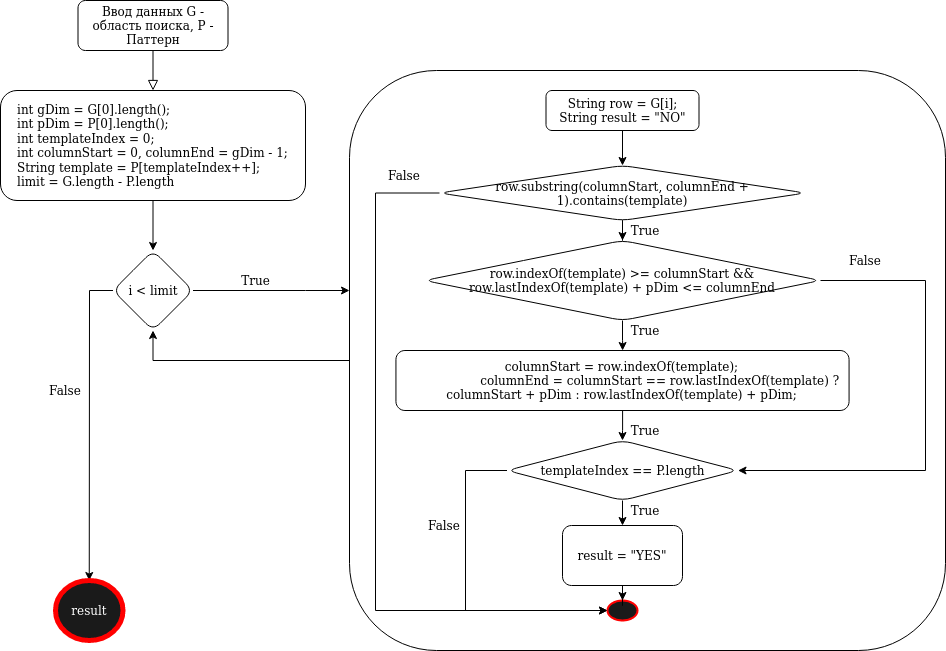 Ввод данных G -
область поиска, P -
Паттерн
int gDim = G[0].length();
int pDim = P[0].length();
int templateIndex = 0;
int columnStart = 0, columnEnd = gDim - 1;
String template = P[templateIndex++];
limit = G.length - P.length
i < limit
True
False
result
String row = G[i];
String result = "NO"
False
row.substring(columnStart, columnEnd +
1).contains(template)
True
row.indexOf(template) >= columnStart &&
row.lastIndexOf(template) + pDim <= columnEnd
False
True
columnStart = row.indexOf(template);
columnEnd = columnStart == row.lastIndexOf(template) ?
columnStart + pDim : row.lastIndexOf(template) + pDim;
True
templateIndex == P.length
False
True
result = "YES"